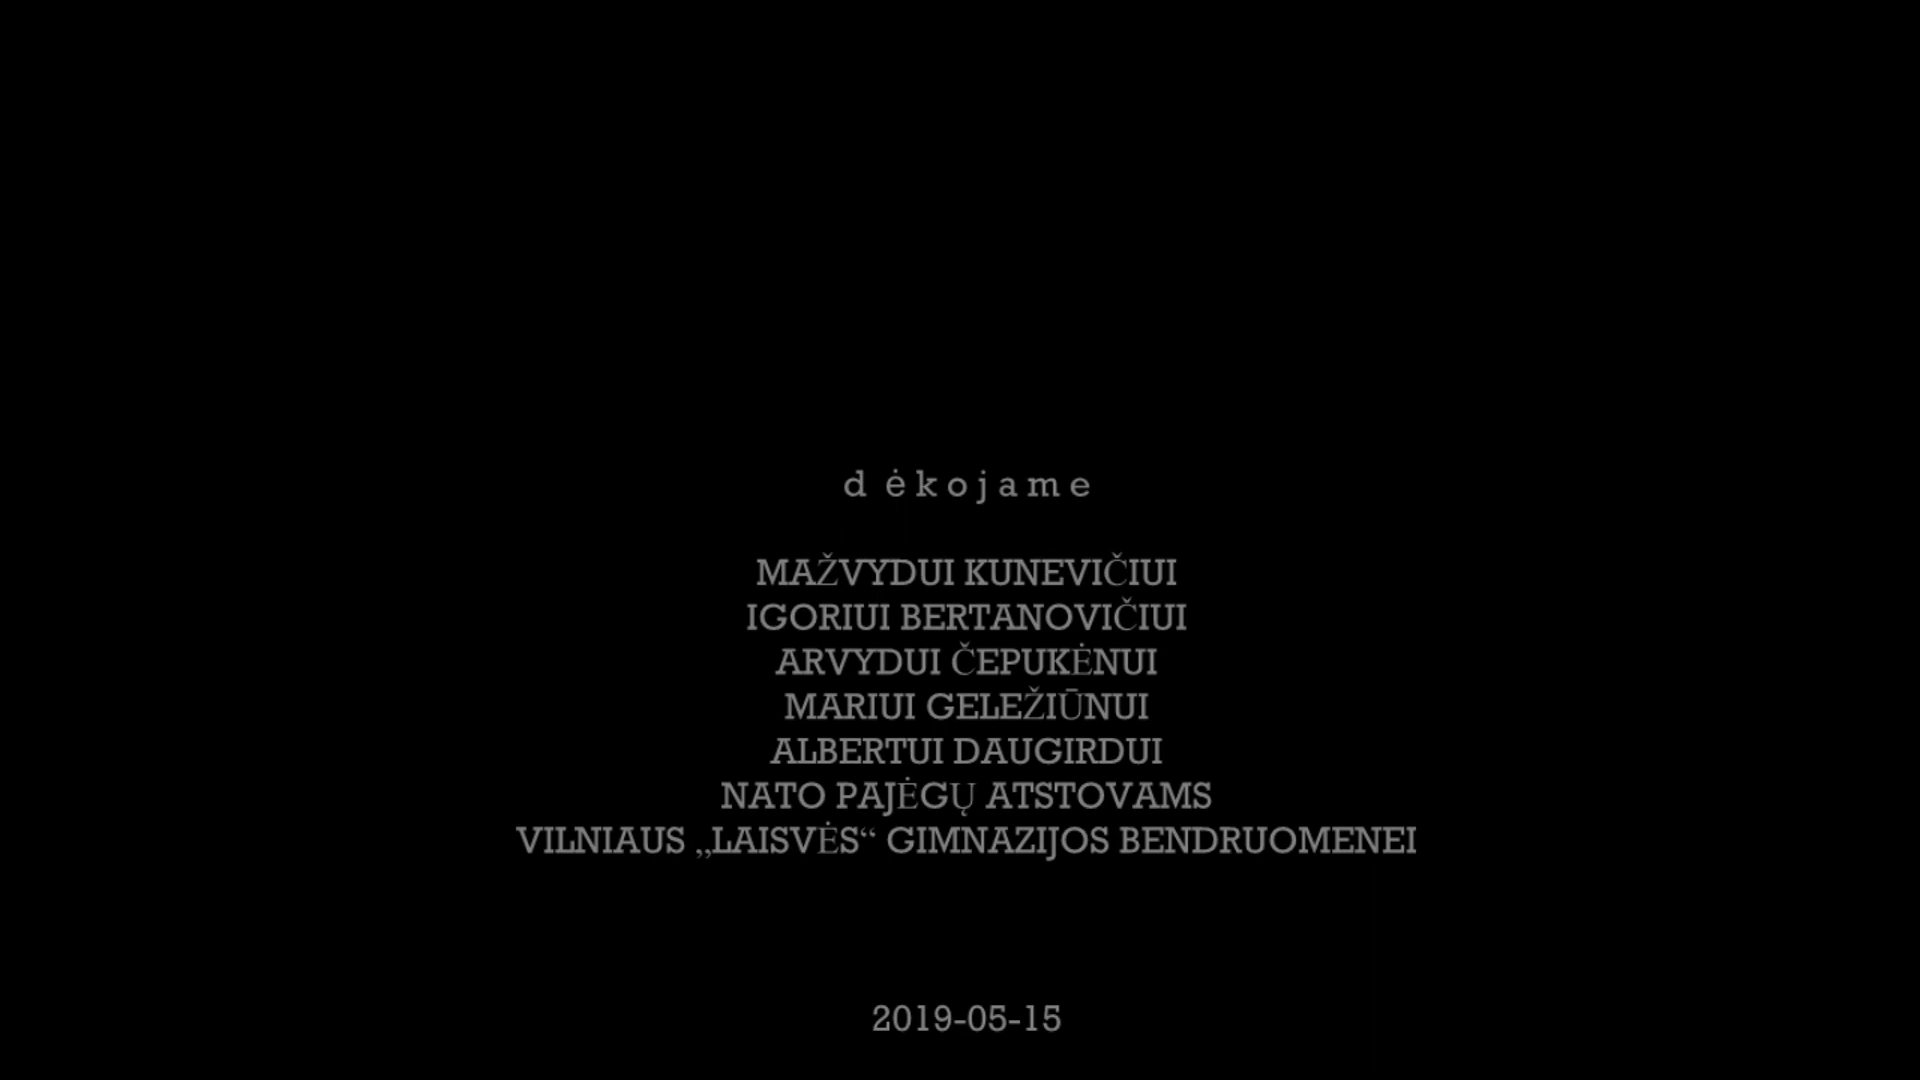 d ėkojame
MAŽVYDUI KUNEVIČIUI
IGORIUI BERTANOVIČIUI
ARVYDUI ČEPUKĖNUI
MARIUI GELEŽIŪNUI
ALBERTUI DAUGIRDUI
NATO PAJĖGŲ ATSTOVAMS
VILNIAUS „LAISVĖS“ GIMNAZIJOS BENDRUOMENEI
2019-05-15